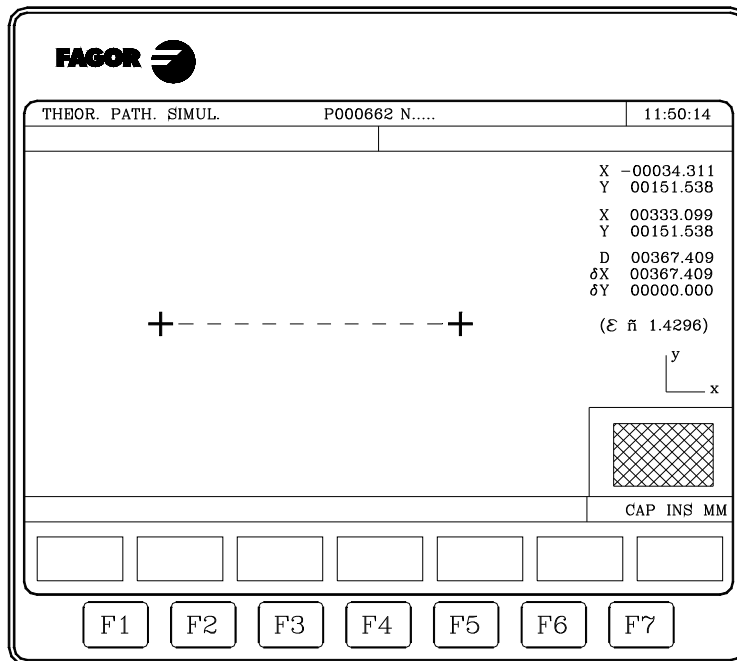 FAGOR
THEOR. PATH. SIMUL. P000662 N..... 11:50:14
X -00034.311
Y 00151.538
X 00333.099
Y 00151.538
D 00367.409
δX 00367.409
δY 00000.000
(Ɛ ñ 1.4296)
y
x
CAP INS MM
F1 F2 F3 F4 F5 F6 F7